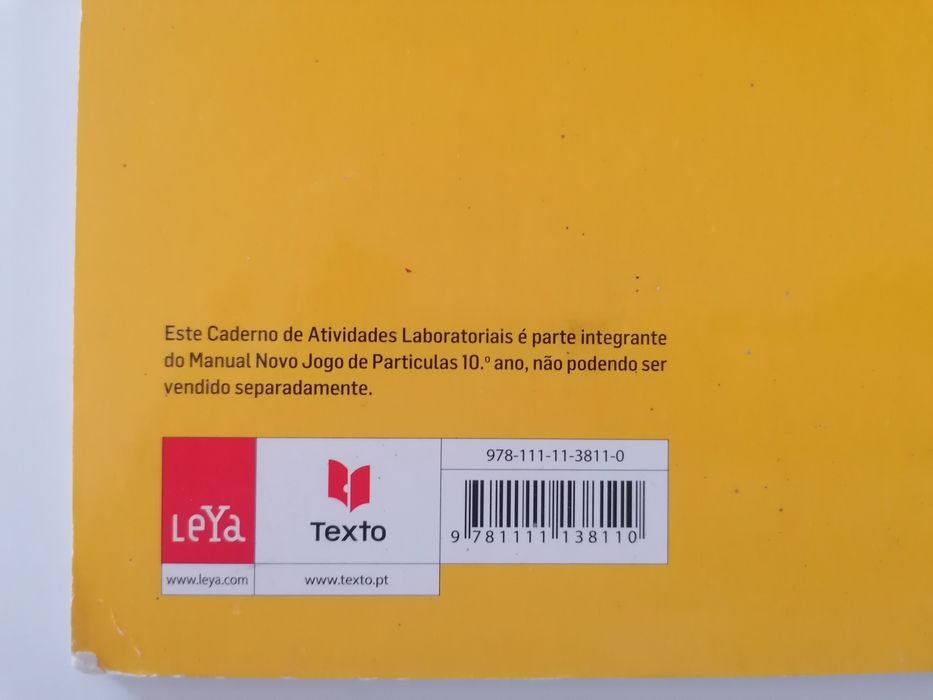 Este Caderno de Atividades Laboratoriais é parte integrante
do Manual Novo Jogo de Partículas 10.º ano, não podendo ser
vendido separadamente.
LEYA
www.leya.com
Texto
www.texto.pt
978-111-11-3811-0
9 781111 138110